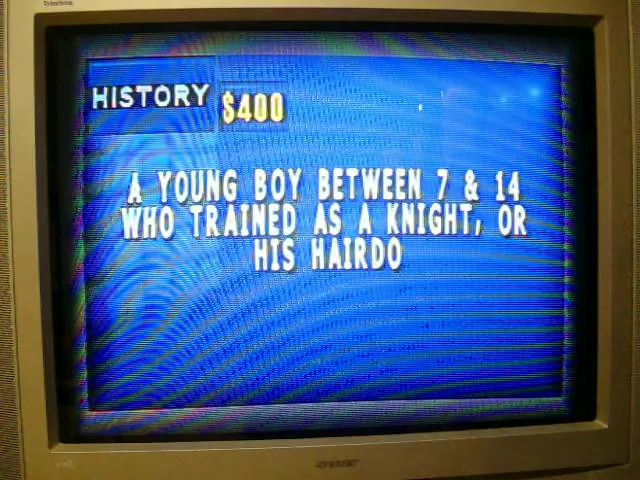 HISTORY
$400
A YOUNG BOY BETWEEN 7 & 14
WHO TRAINED AS A KNIGHT, OR
HIS HAIRDO